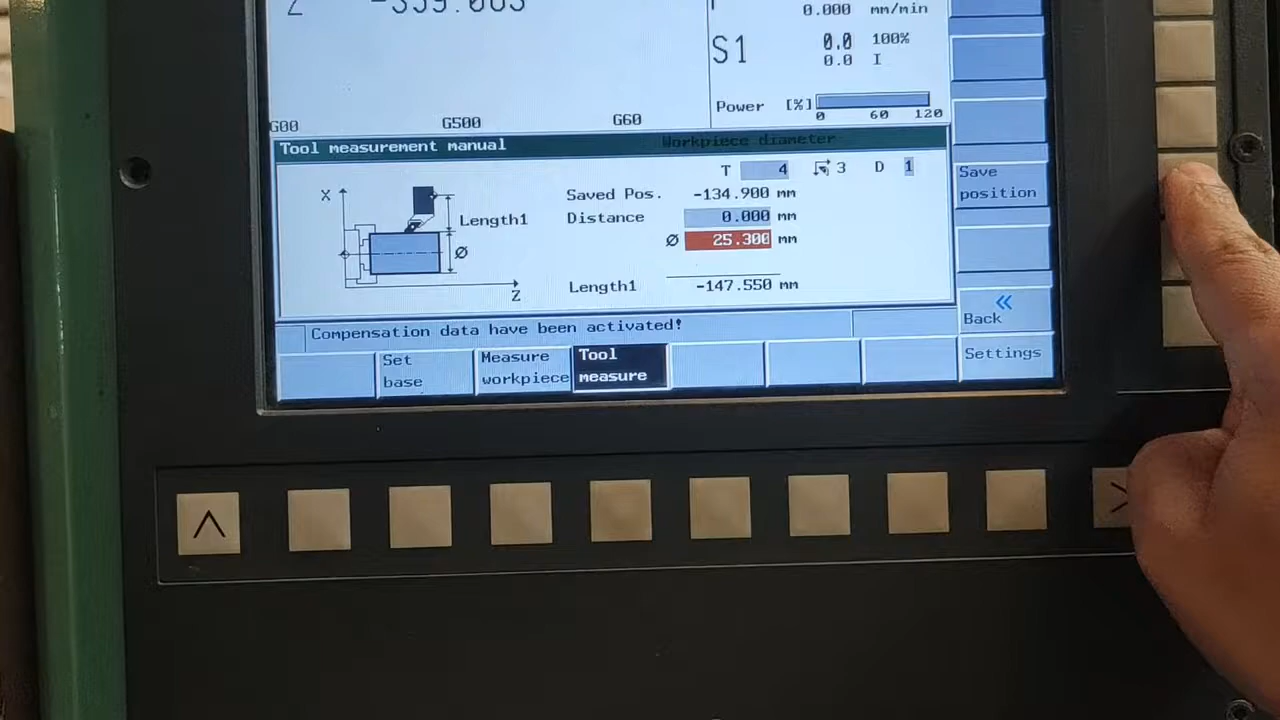 Z -359.003
0.000 mm/min
S1 0.0 100%
0.0 I
Power [%]
0 60 120
G00 G500 G60
Tool measurement manual Workpiece diameter
T 4 3 D 1
X
Length1
Ø
Z
Saved Pos. -134.900 mm
Distance 0.000 mm
Ø 25.300 mm
Length1 -147.550 mm
Compensation data have been activated!
Set
base
Measure
workpiece
Tool
measure
Save
position
«
Back
Settings
^
>